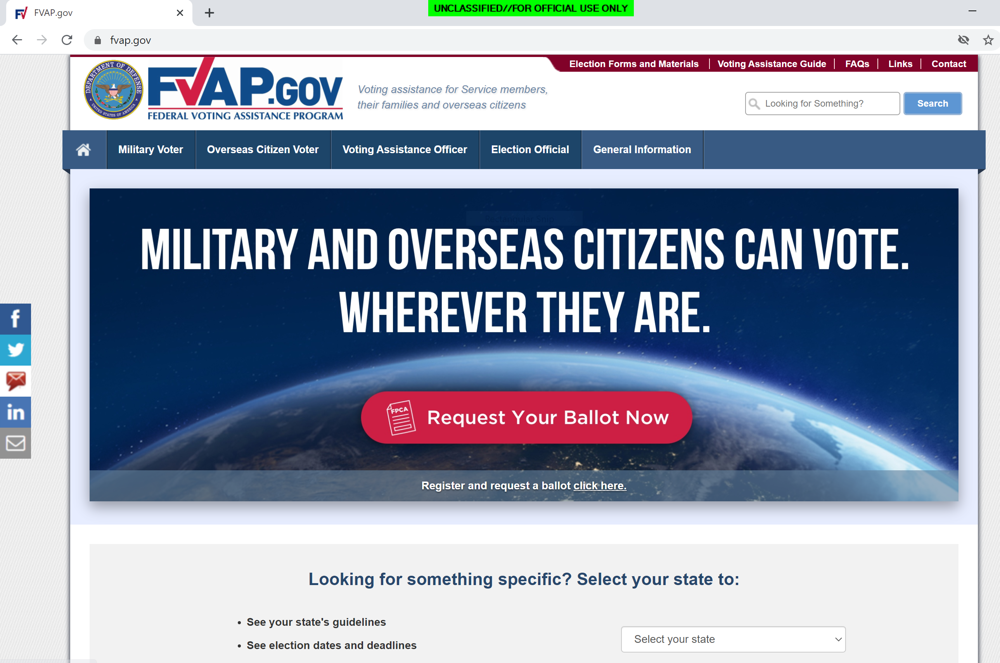 FVAP.gov
UNCLASSIFIED//FOR OFFICIAL USE ONLY
fvap.gov
Election Forms and Materials
Voting Assistance Guide
FAQs
Links
Contact
DEPARTMENT OF DEFENSE
UNITED STATES OF AMERICA
FVAP.GOV
FEDERAL VOTING ASSISTANCE PROGRAM
Voting assistance for Service members,
their families and overseas citizens
Looking for Something?
Search
Military Voter
Overseas Citizen Voter
Voting Assistance Officer
Election Official
General Information
Rectangular Snip
MILITARY AND OVERSEAS CITIZENS CAN VOTE.
WHEREVER THEY ARE.
FPCA
Request Your Ballot Now
Register and request a ballot click here.
Looking for something specific? Select your state to:
• See your state's guidelines
• See election dates and deadlines
Select your state